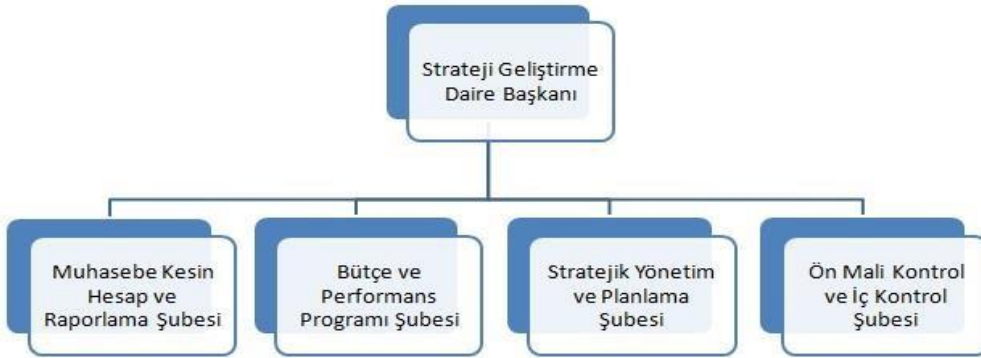 Strateji Geliştirme
Daire Başkanı
Muhasebe Kesin
Hesap ve
Raporlama Şubesi
Bütçe ve
Performans
Programı Şubesi
Stratejik Yönetim
ve Planlama
Şubesi
Ön Mali Kontrol
ve İç Kontrol
Şubesi